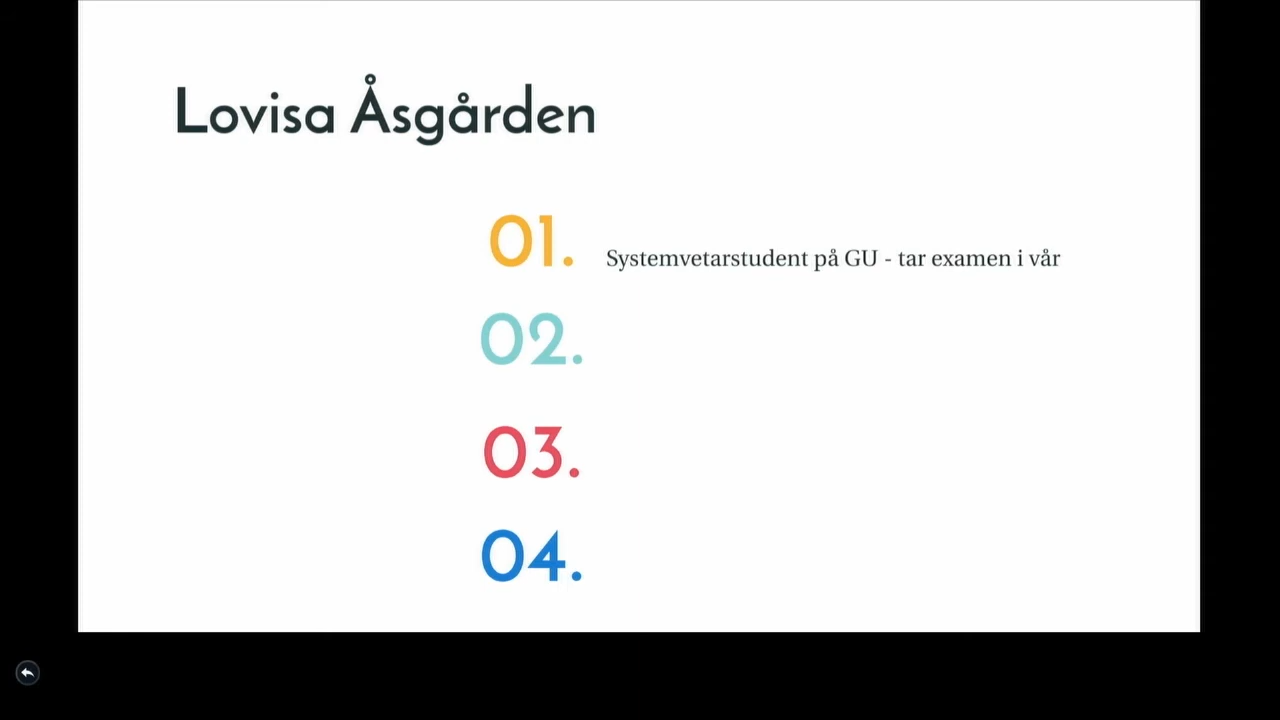 Lovisa Åsgården
01. Systemvetarstudent på GU - tar examen i vår
02.
03.
04.